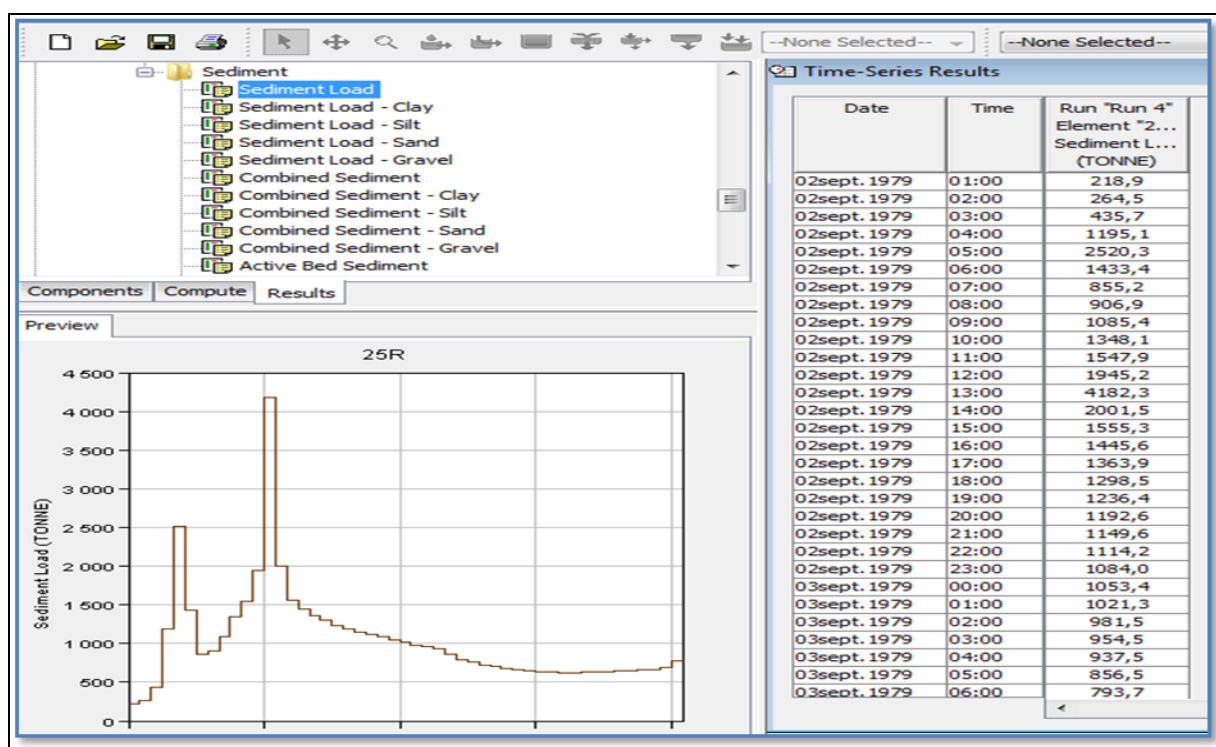 --None Selected-- --None Selected--
Sediment
Sediment Load
Sediment Load - Clay
Sediment Load - Silt
Sediment Load - Sand
Sediment Load - Gravel
Combined Sediment
Combined Sediment - Clay
Combined Sediment - Silt
Combined Sediment - Sand
Combined Sediment - Gravel
Active Bed Sediment
Components Compute Results
Preview
25R
Sediment Load (TONNE)
4 500
4 000
3 500
3 000
2 500
2 000
1 500
1 000
500
0
Time-Series Results
Date Time Run "Run 4"
Element "2...
Sediment L...
(TONNE)
02sept. 1979 01:00 218,9
02sept. 1979 02:00 264,5
02sept. 1979 03:00 435,7
02sept. 1979 04:00 1195,1
02sept. 1979 05:00 2520,3
02sept. 1979 06:00 1433,4
02sept. 1979 07:00 855,2
02sept. 1979 08:00 906,9
02sept. 1979 09:00 1085,4
02sept. 1979 10:00 1348,1
02sept. 1979 11:00 1547,9
02sept. 1979 12:00 1945,2
02sept. 1979 13:00 4182,3
02sept. 1979 14:00 2001,5
02sept. 1979 15:00 1555,3
02sept. 1979 16:00 1445,6
02sept. 1979 17:00 1363,9
02sept. 1979 18:00 1298,5
02sept. 1979 19:00 1236,4
02sept. 1979 20:00 1192,6
02sept. 1979 21:00 1149,6
02sept. 1979 22:00 1114,2
02sept. 1979 23:00 1084,0
03sept. 1979 00:00 1053,4
03sept. 1979 01:00 1021,3
03sept. 1979 02:00 981,5
03sept. 1979 03:00 954,5
03sept. 1979 04:00 937,5
03sept. 1979 05:00 856,5
03sept. 1979 06:00 793,7